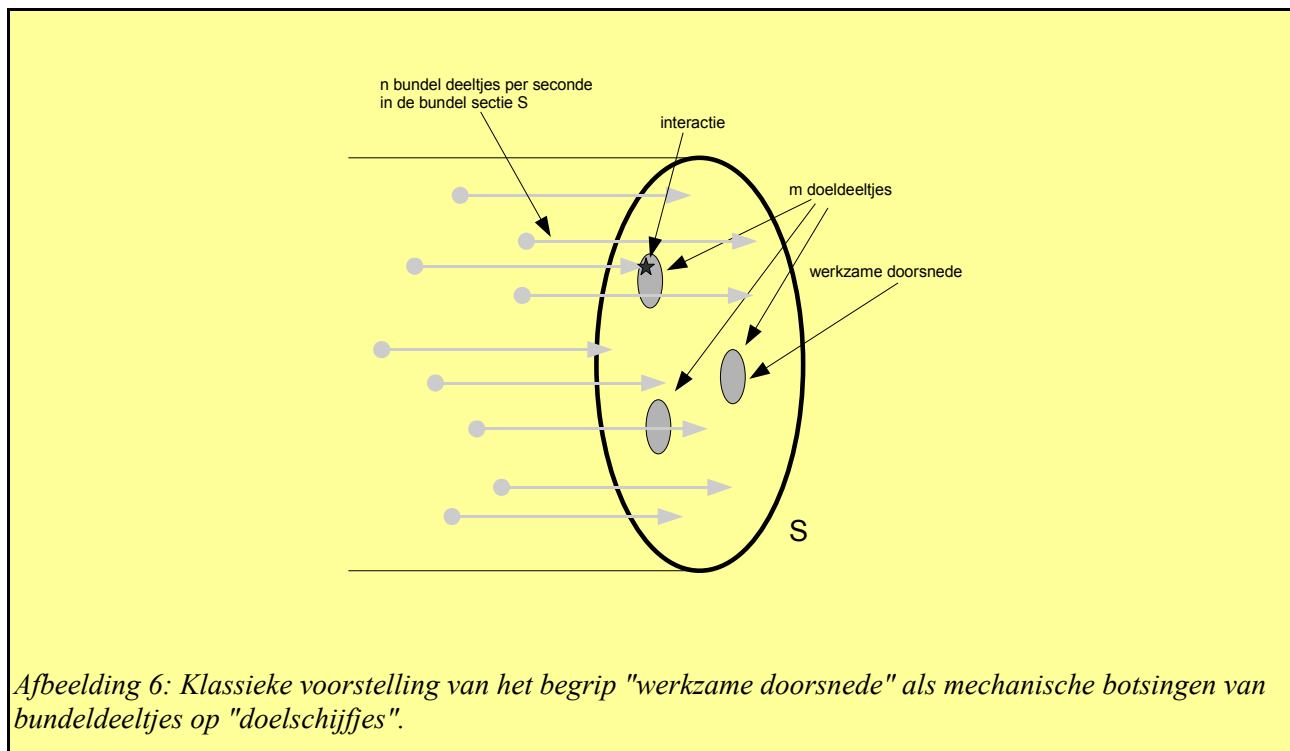 n bundel deeltjes per seconde
in de bundel sectie S
interactie
m doeldeeltjes
werkzame doorsnede
S
Afbeelding 6: Klassieke voorstelling van het begrip "werkzame doorsnede" als mechanische botsingen van
bundeldeeltjes op "doelschijfjes".